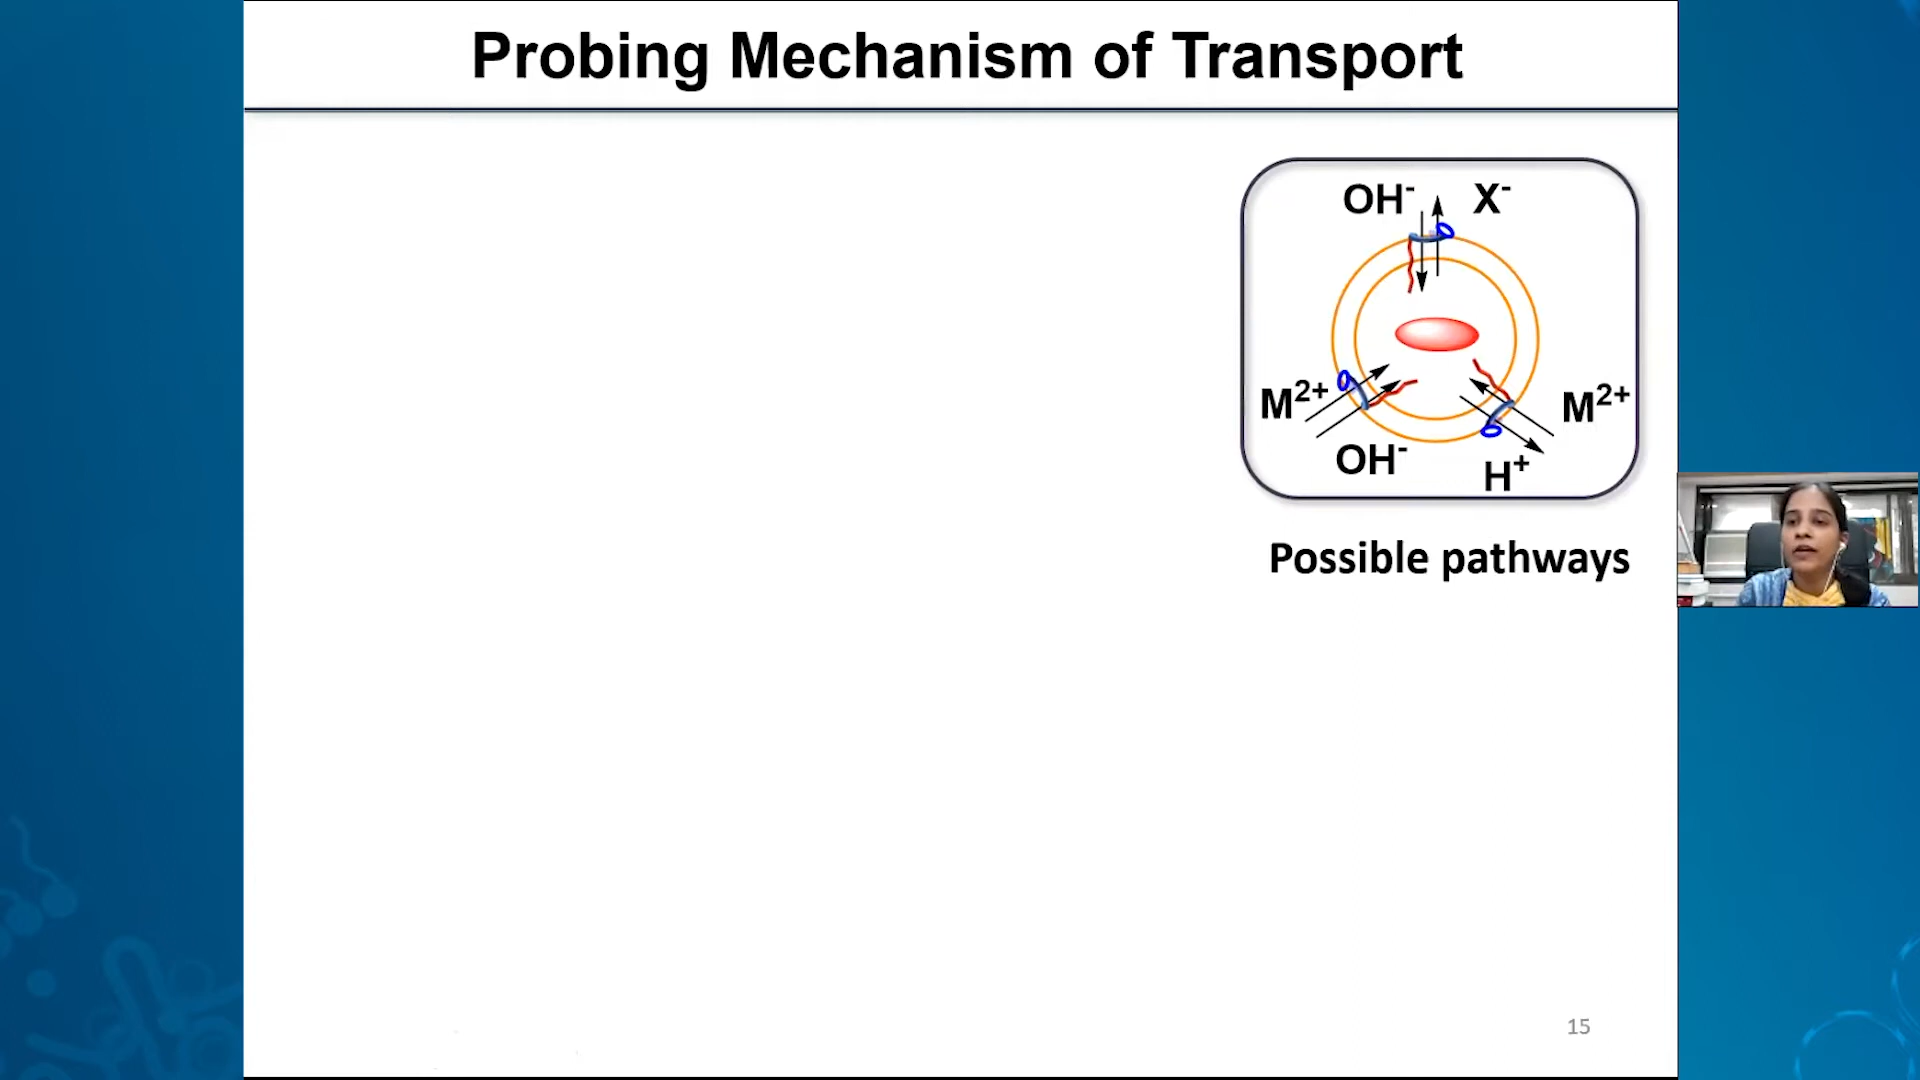 Probing Mechanism of Transport
OH⁻ X⁻
M²⁺ M²⁺
OH⁻ H⁺
Possible pathways
15